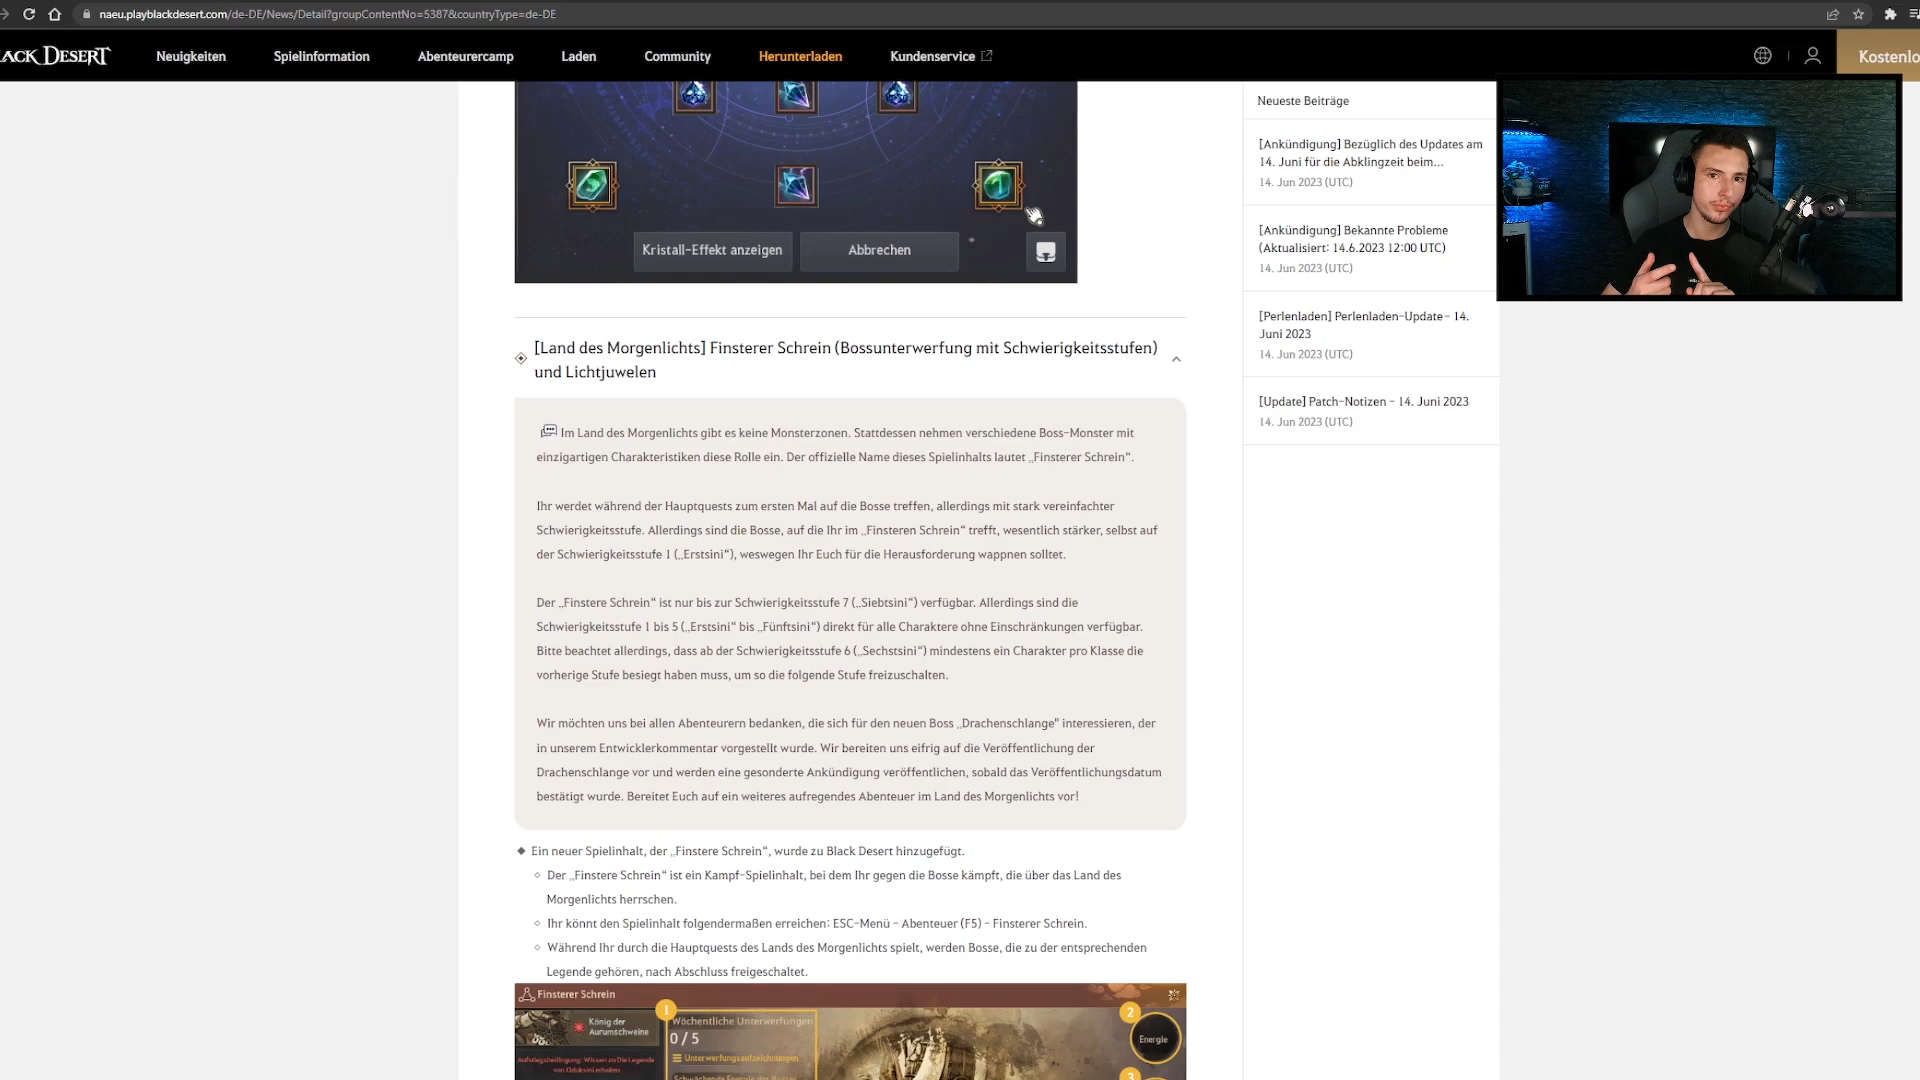 naeu.playblackdesert.com/de-DE/News/Detail?groupContentNo=5387&countryType=de-DE
ACK DESERT
Neuigkeiten
Spielinformation
Abenteurercamp
Laden
Community
Herunterladen
Kundenservice
Kostenlo
Kristall-Effekt anzeigen
Abbrechen
[Land des Morgenlichts] Finsterer Schrein (Bossunterwerfung mit Schwierigkeitsstufen)
und Lichtjuwelen
Im Land des Morgenlichts gibt es keine Monsterzonen. Stattdessen nehmen verschiedene Boss-Monster mit
einzigartigen Charakteristiken diese Rolle ein. Der offizielle Name dieses Spielinhalts lautet „Finsterer Schrein“.
Ihr werdet während der Hauptquests zum ersten Mal auf die Bosse treffen, allerdings mit stark vereinfachter
Schwierigkeitsstufe. Allerdings sind die Bosse, auf die Ihr im „Finsteren Schrein“ trefft, wesentlich stärker, selbst auf
der Schwierigkeitsstufe 1 („Erstsini“), weswegen Ihr Euch für die Herausforderung wappnen solltet.
Der „Finstere Schrein“ ist nur bis zur Schwierigkeitsstufe 7 („Siebtsini“) verfügbar. Allerdings sind die
Schwierigkeitsstufe 1 bis 5 („Erstsini“ bis „Fünftsini“) direkt für alle Charaktere ohne Einschränkungen verfügbar.
Bitte beachtet allerdings, dass ab der Schwierigkeitsstufe 6 („Sechstsini“) mindestens ein Charakter pro Klasse die
vorherige Stufe besiegt haben muss, um so die folgende Stufe freizuschalten.
Wir möchten uns bei allen Abenteurern bedanken, die sich für den neuen Boss „Drachenschlange" interessieren, der
in unserem Entwicklerkommentar vorgestellt wurde. Wir bereiten uns eifrig auf die Veröffentlichung der
Drachenschlange vor und werden eine gesonderte Ankündigung veröffentlichen, sobald das Veröffentlichungsdatum
bestätigt wurde. Bereitet Euch auf ein weiteres aufregendes Abenteuer im Land des Morgenlichts vor!
Ein neuer Spielinhalt, der „Finstere Schrein“, wurde zu Black Desert hinzugefügt.
Der „Finstere Schrein“ ist ein Kampf-Spielinhalt, bei dem Ihr gegen die Bosse kämpft, die über das Land des
Morgenlichts herrschen.
Ihr könnt den Spielinhalt folgendermaßen erreichen: ESC-Menü - Abenteuer (F5) - Finsterer Schrein.
Während Ihr durch die Hauptquests des Lands des Morgenlichts spielt, werden Bosse, die zu der entsprechenden
Legende gehören, nach Abschluss freigeschaltet.
Finsterer Schrein
König der
Aurumschweine
Aufstiegsbedingung: Wissen zu Die Legende
von Oduksini erhalten
1
Wöchentliche Unterwerfungen
0 / 5
Unterwerfungsaufzeichnungen
2
Energie
3
Neueste Beiträge
[Ankündigung] Bezüglich des Updates am
14. Juni für die Abklingzeit beim...
14. Jun 2023 (UTC)
[Ankündigung] Bekannte Probleme
(Aktualisiert: 14.6.2023 12:00 UTC)
14. Jun 2023 (UTC)
[Perlenladen] Perlenladen-Update- 14.
Juni 2023
14. Jun 2023 (UTC)
[Update] Patch-Notizen - 14. Juni 2023
14. Jun 2023 (UTC)